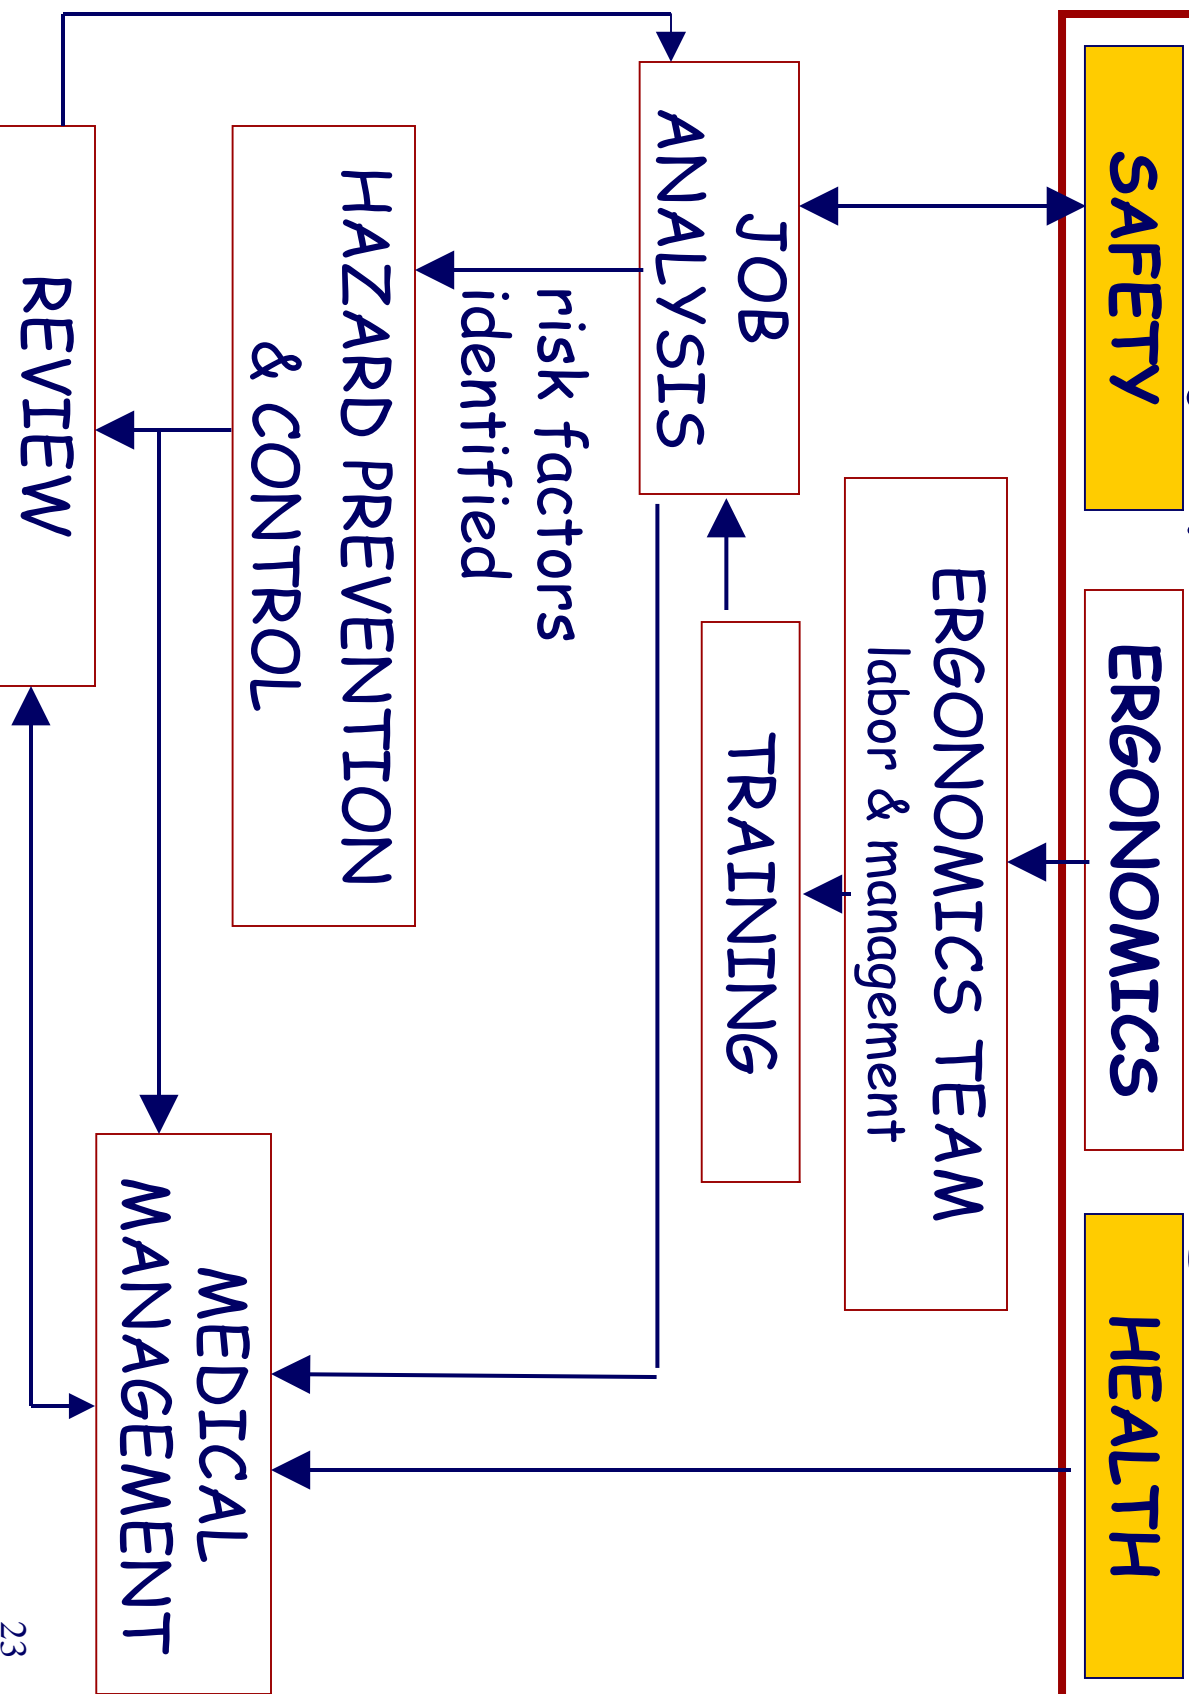 SAFETY
ERGONOMICS
HEALTH
ERGONOMICS TEAM
labor & management
JOB
ANALYSIS
TRAINING
risk factors
identified
HAZARD PREVENTION
& CONTROL
MEDICAL
MANAGEMENT
REVIEW
23